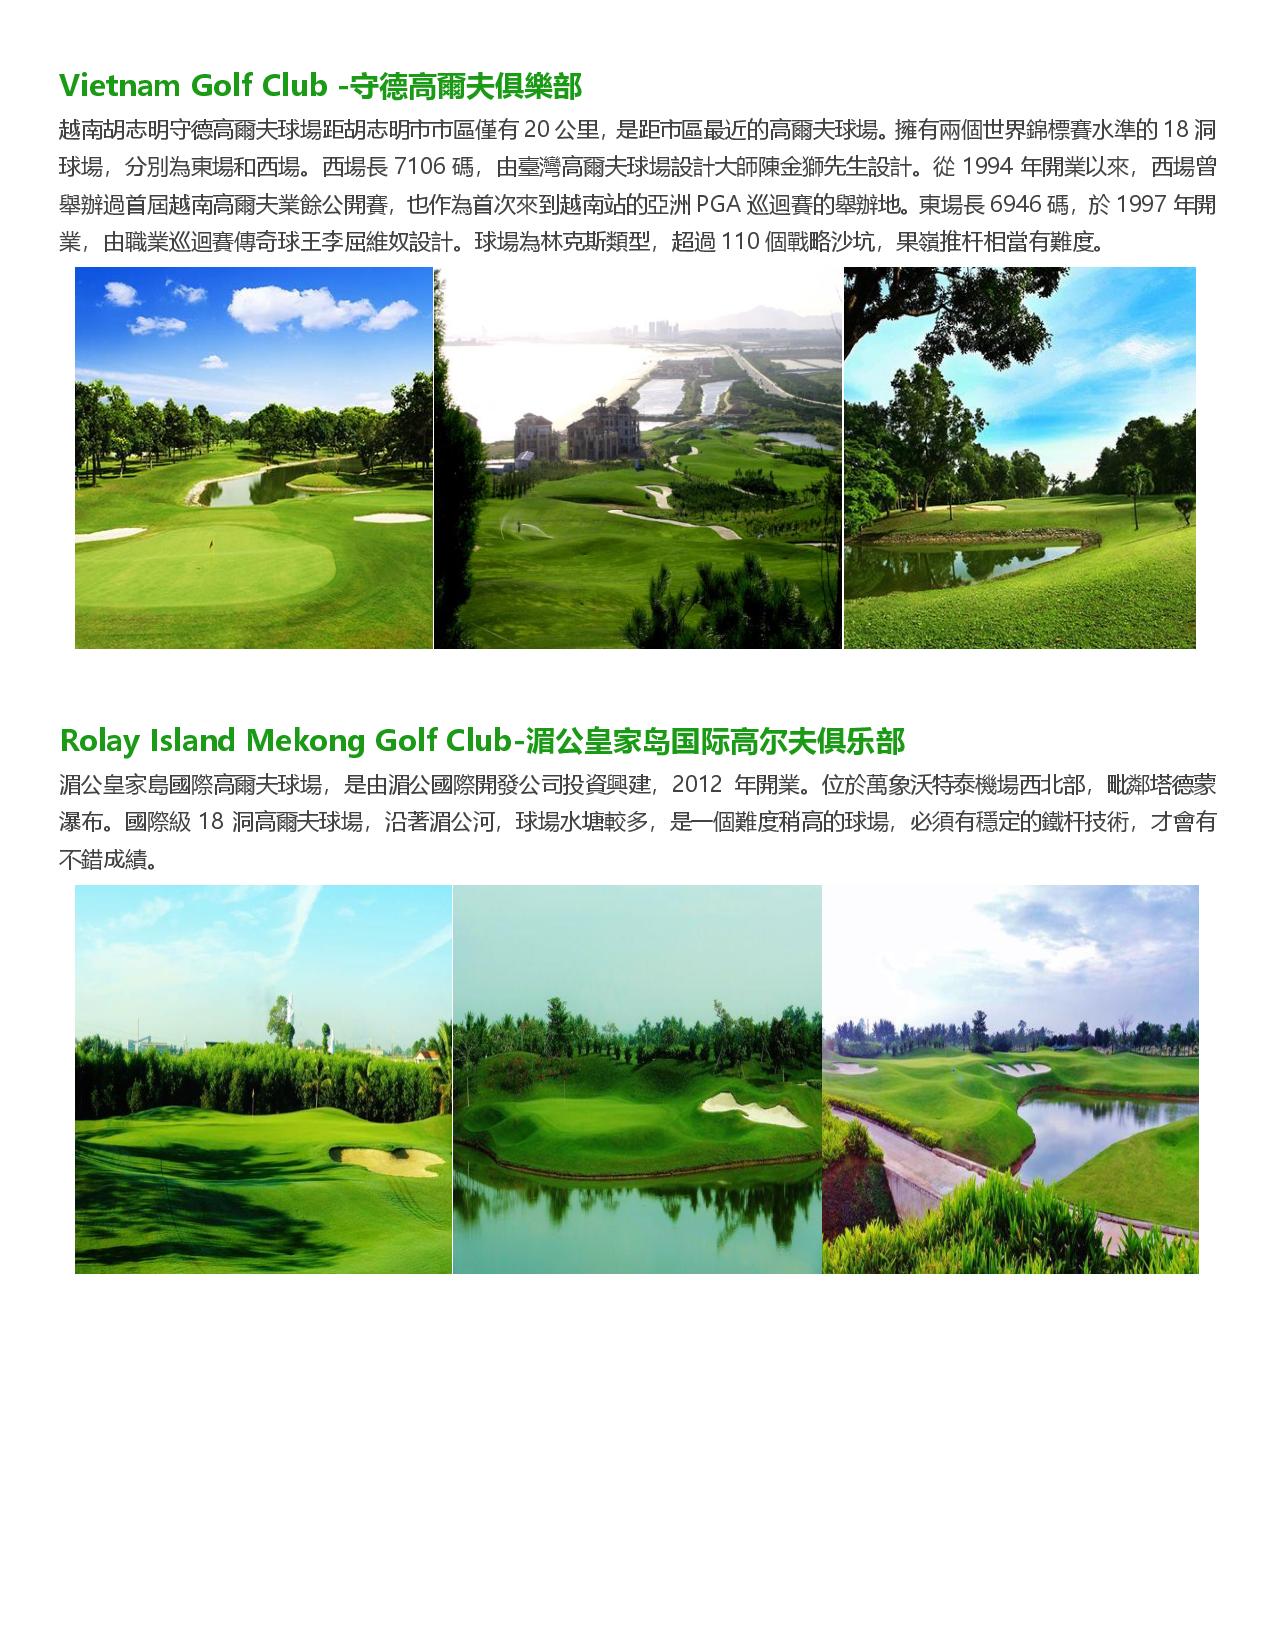 Vietnam Golf Club -守德高爾夫俱樂部
越南胡志明守德高爾夫球場距胡志明市市區僅有 20 公里，是距市區最近的高爾夫球場。擁有兩個世界錦標賽水準的 18 洞
球場，分別為東場和西場。西場長 7106 碼，由臺灣高爾夫球場設計大師陳金獅先生設計。從 1994 年開業以來，西場曾
舉辦過首屆越南高爾夫業餘公開賽，也作為首次來到越南站的亞洲 PGA 巡迴賽的舉辦地。東場長 6946 碼，於 1997 年開
業，由職業巡迴賽傳奇球王李屈維奴設計。球場為林克斯類型，超過 110 個戰略沙坑，果嶺推杆相當有難度。
Rolay Island Mekong Golf Club-湄公皇家岛国际高尔夫俱乐部
湄公皇家島國際高爾夫球場，是由湄公國際開發公司投資興建，2012 年開業。位於萬象沃特泰機場西北部，毗鄰塔德蒙
瀑布。國際級 18 洞高爾夫球場，沿著湄公河，球場水塘較多，是一個難度稍高的球場，必須有穩定的鐵杆技術，才會有
不錯成績。